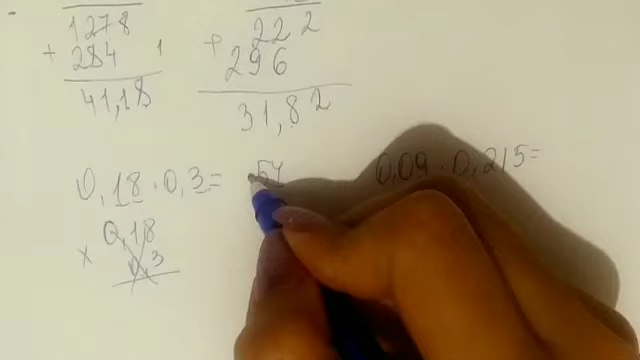 1278 222
+ 284 1 + 296
41,18 31,82
0,18 · 0,3 = 54 0,09 · 0,215=
0,18
x 0,3